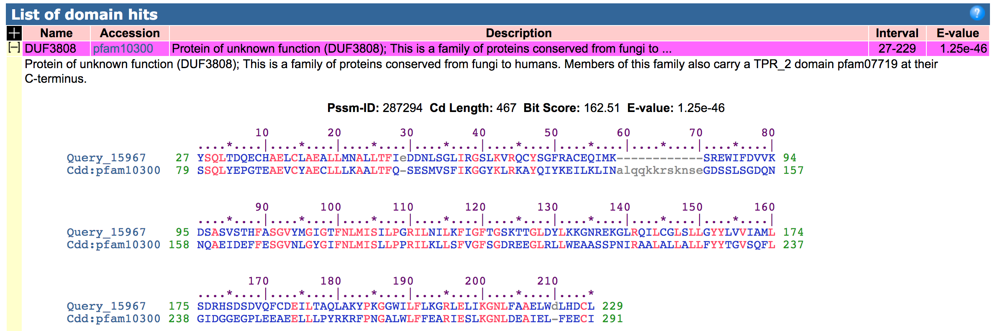 List of domain hits ?
+ Name Accession Description Interval E-value
[-] DUF3808 pfam10300 Protein of unknown function (DUF3808); This is a family of proteins conserved from fungi to ... 27-229 1.25e-46
Protein of unknown function (DUF3808); This is a family of proteins conserved from fungi to humans. Members of this family also carry a TPR_2 domain pfam07719 at their
C-terminus.
Pssm-ID: 287294 Cd Length: 467 Bit Score: 162.51 E-value: 1.25e-46
10 20 30 40 50 60 70 80
....*....|....*....|....*....|....*....|....*....|....*....|....*....|....*....|
Query_15967 27 YSQLTDQECHAELCLAEALLMNALLTFIeDDNLSGLIRGSLKVRQCYSGFRACEQIMK------------SREWIFDVVK 94
Cdd:pfam10300 79 SSQLYEPGTEAEVCYAECLLLKAALTFQ-SESMVSFIKGGYKLRKAYQIYKEILKLINalqqkkrsknseGDSSLSGDQN 157
90 100 110 120 130 140 150 160
....*....|....*....|....*....|....*....|....*....|....*....|....*....|....*....|
Query_15967 95 DSASVSTHFASGVYMGIGTFNLMISILPGRILNILKFIGFTGSKTTGLDYLKKGNREKGLRQILCGLSLLGYYLVVIAML 174
Cdd:pfam10300 158 NQAEIDEFFESGVNLGYGIFNLMISLLPPRILKLLSFVGFSGDREEGLRLLWEAASSPNIRAALALLALLFYYTGVSQFL 237
170 180 190 200 210
....*....|....*....|....*....|....*....|....*....|....*
Query_15967 175 SDRHSDSDVQFCDEILTAQLAKYPKGGWILFLKGRLELIKGNLFAAELWdLHDCL 229
Cdd:pfam10300 238 GIDGGEGPLEEAEELLLPYRKRFPNGALWLFFEARIESLKGNLDEAIEL-FEECI 291